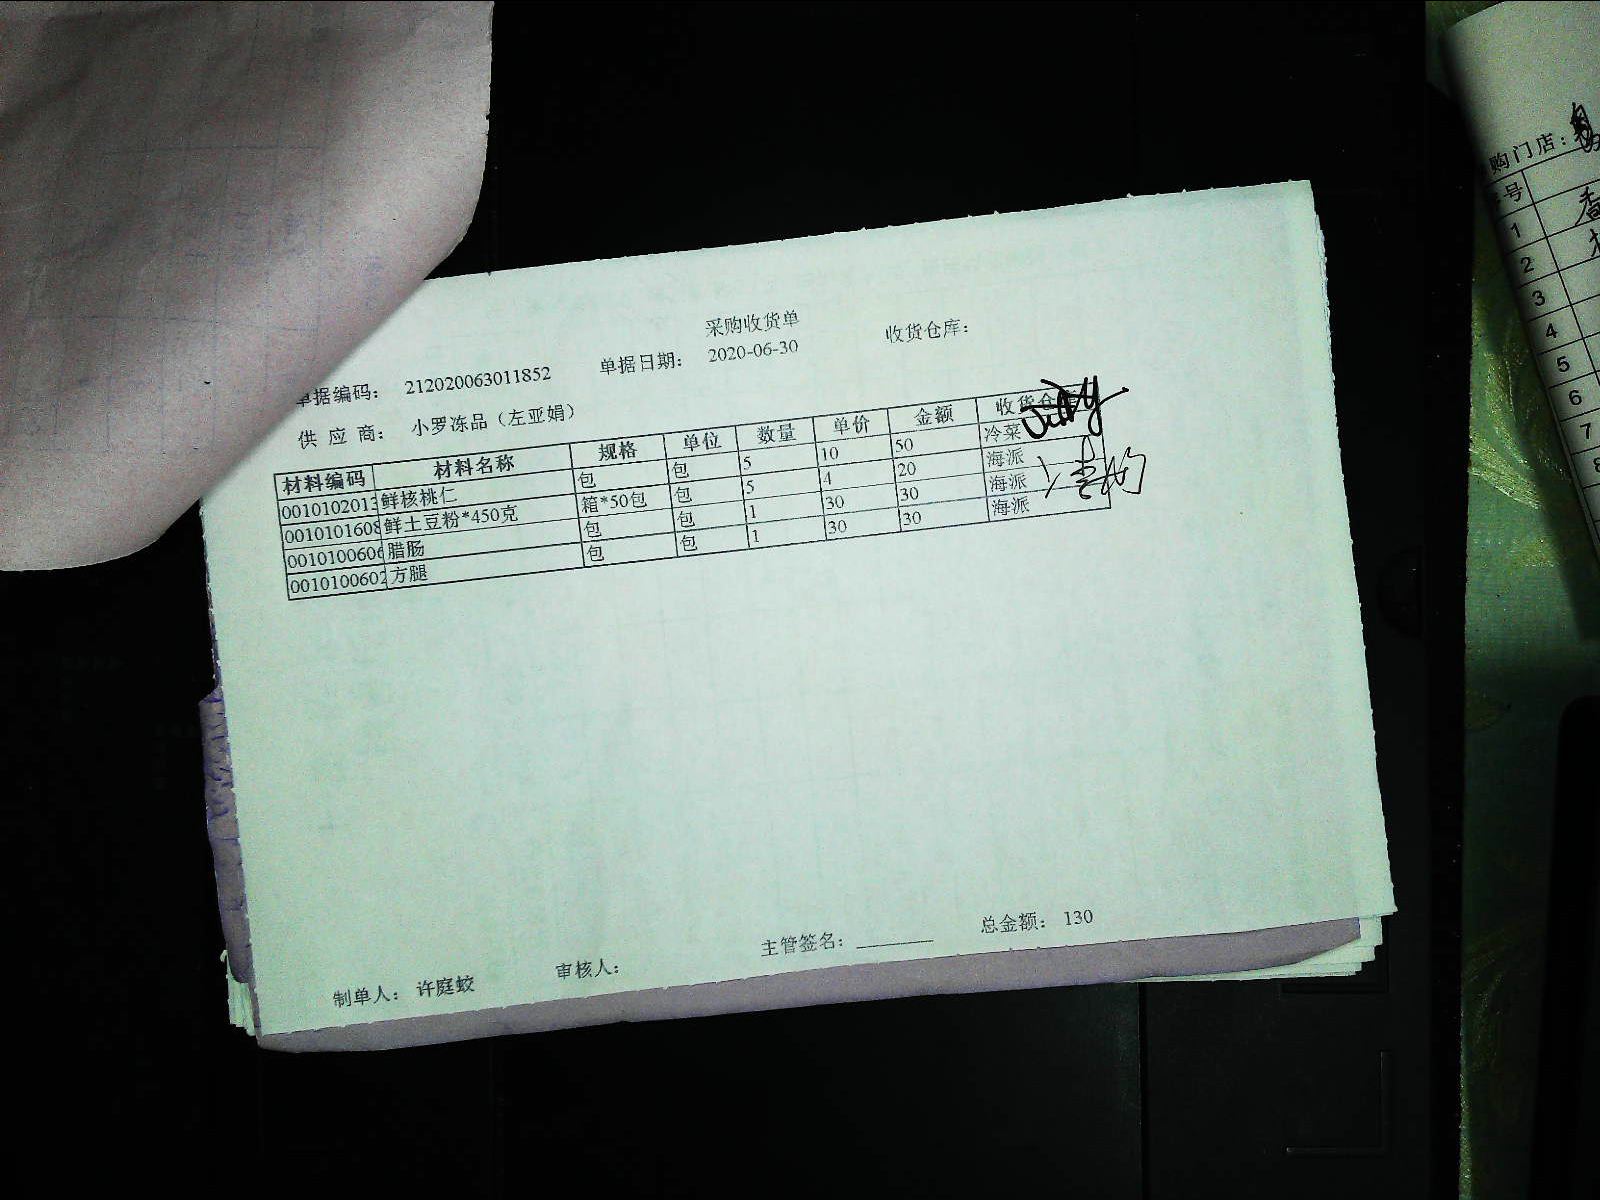 采购收货单
单据编码： 212020063011852 单据日期： 2020-06-30 收货仓库：
供 应 商： 小罗冻品（左亚娟）
材料编码 材料名称 规格 单位 数量 单价 金额 收货仓
0010102013 鲜核桃仁 包 包 5 10 50 冷菜
0010101608 鲜土豆粉*450克 箱*50包 包 5 4 20 海派
0010100606 腊肠 包 包 1 30 30 海派
0010100602 方腿 包 包 1 30 30 海派
制单人： 许庭蛟 审核人： 主管签名： 总金额： 130
购门店：
号
1
2
3
4
5
6
7
8